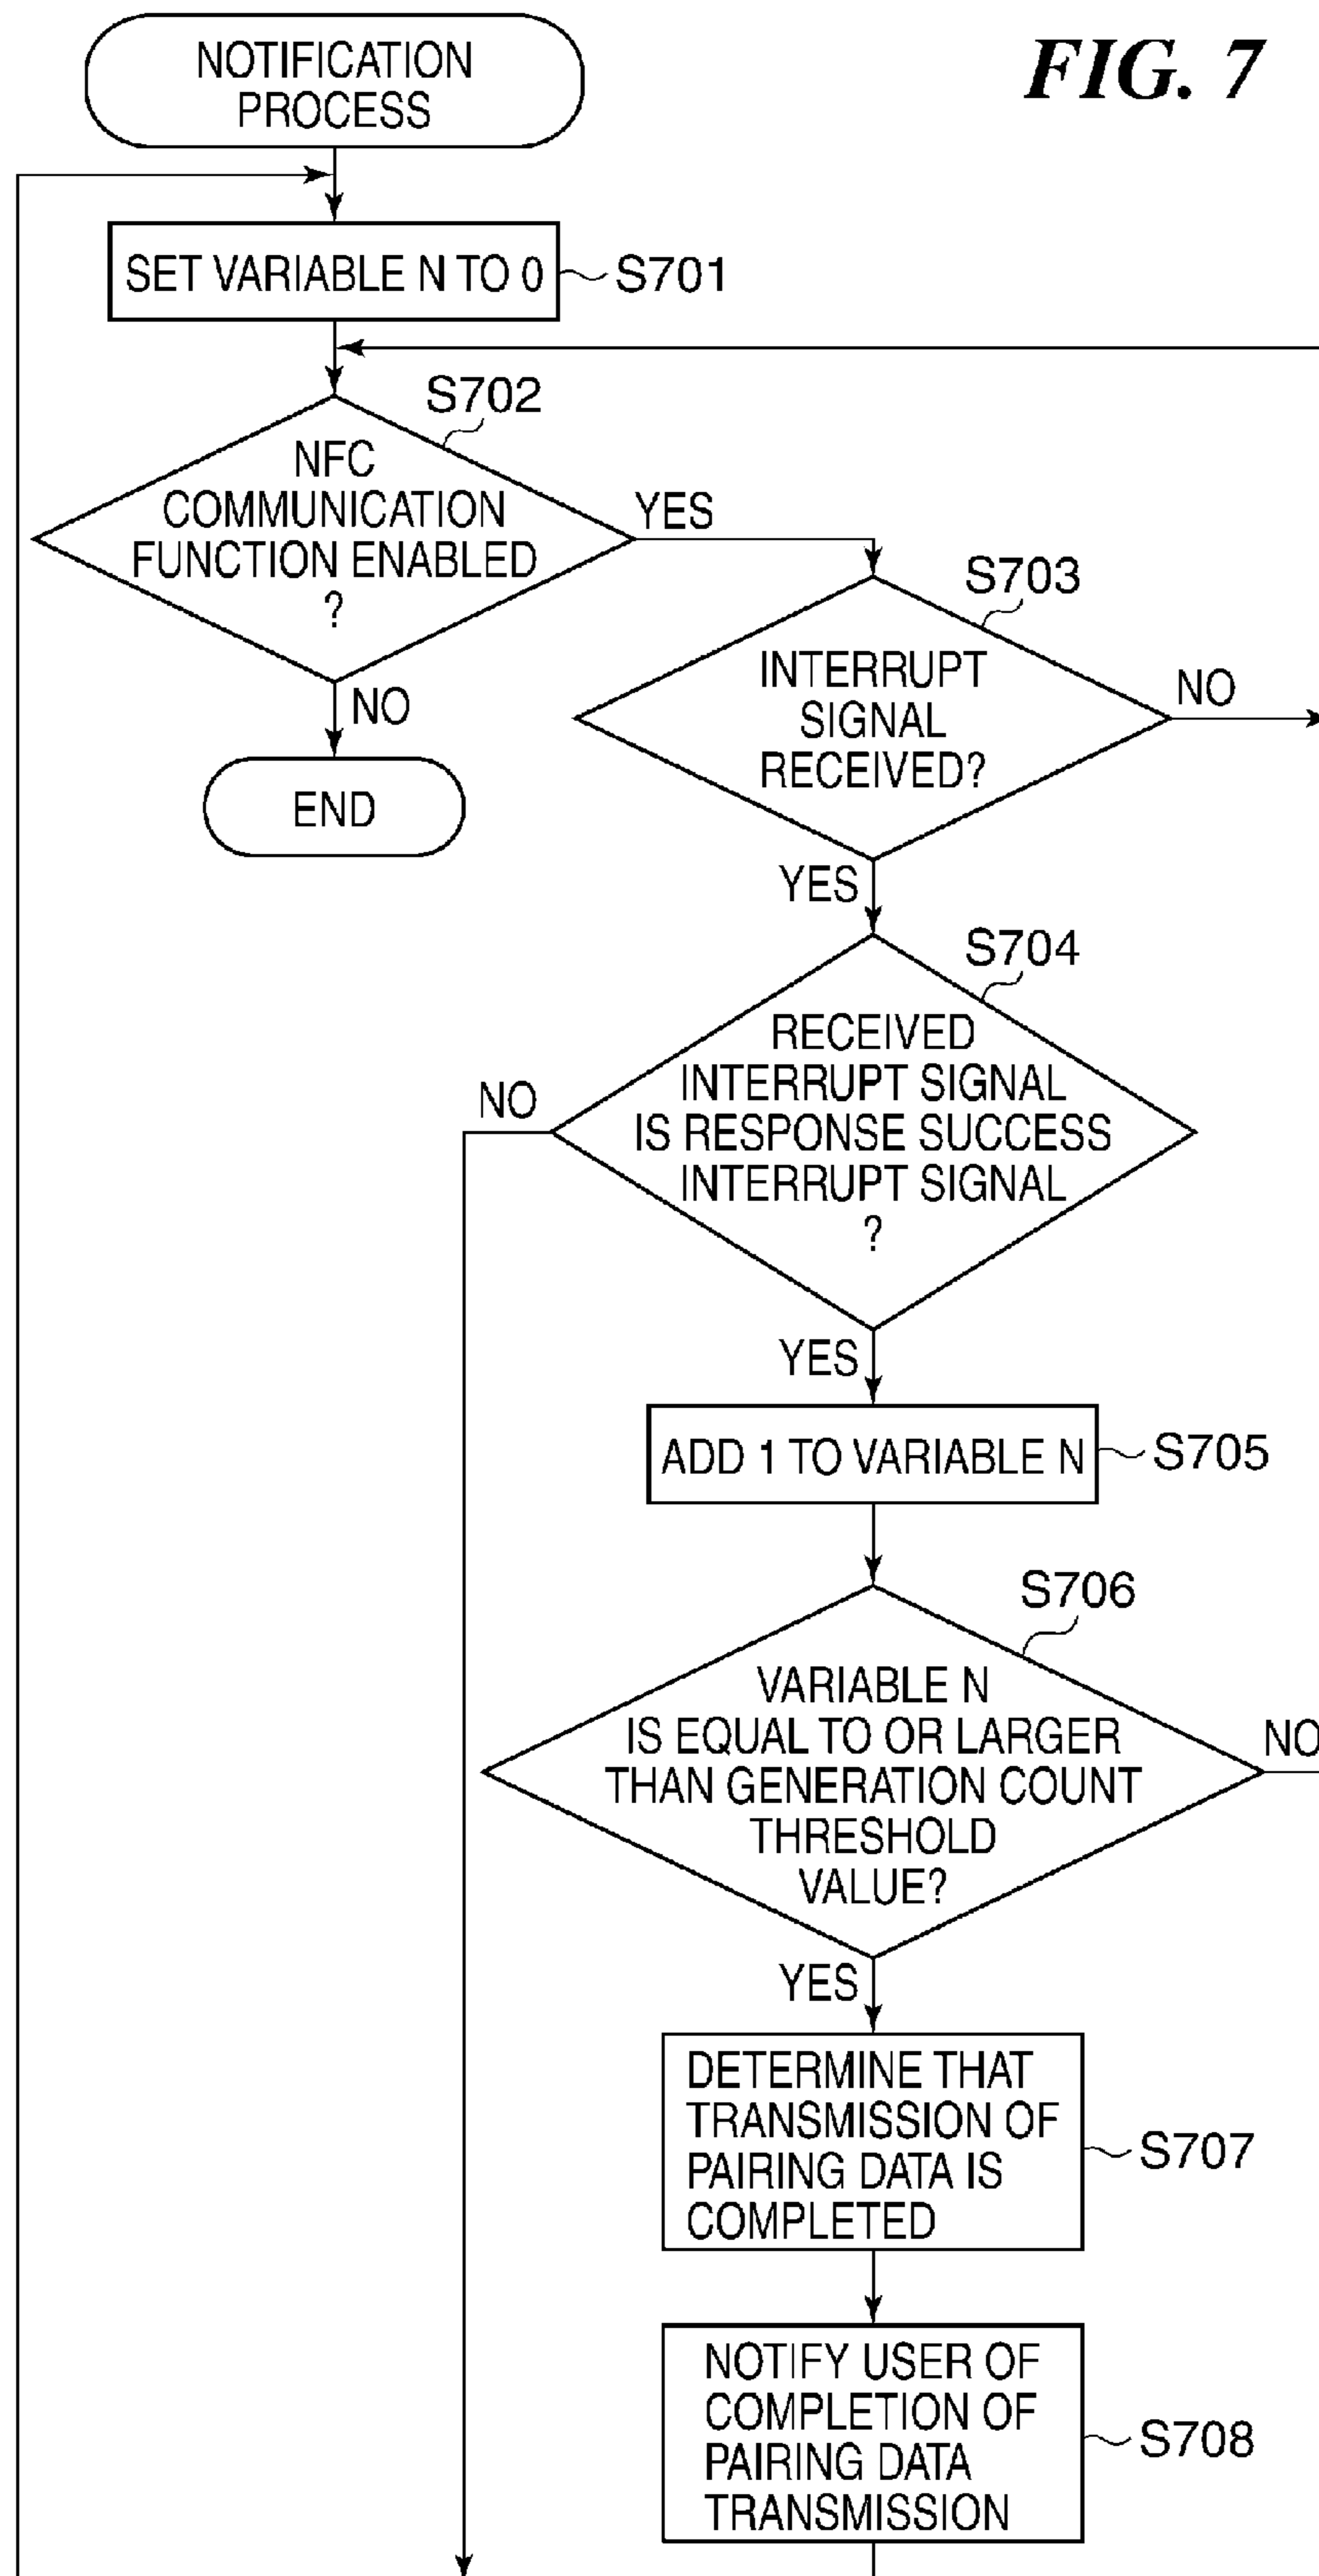 FIG. 7
NOTIFICATION
PROCESS
SET VARIABLE N TO 0
S701
S702
NFC
COMMUNICATION
FUNCTION ENABLED
?
YES
NO
END
S703
INTERRUPT
SIGNAL
RECEIVED?
NO
YES
S704
RECEIVED
INTERRUPT SIGNAL
IS RESPONSE SUCCESS
INTERRUPT SIGNAL
?
NO
YES
ADD 1 TO VARIABLE N
S705
S706
VARIABLE N
IS EQUAL TO OR LARGER
THAN GENERATION COUNT
THRESHOLD
VALUE?
NO
YES
DETERMINE THAT
TRANSMISSION OF
PAIRING DATA IS
COMPLETED
S707
NOTIFY USER OF
COMPLETION OF
PAIRING DATA
TRANSMISSION
S708